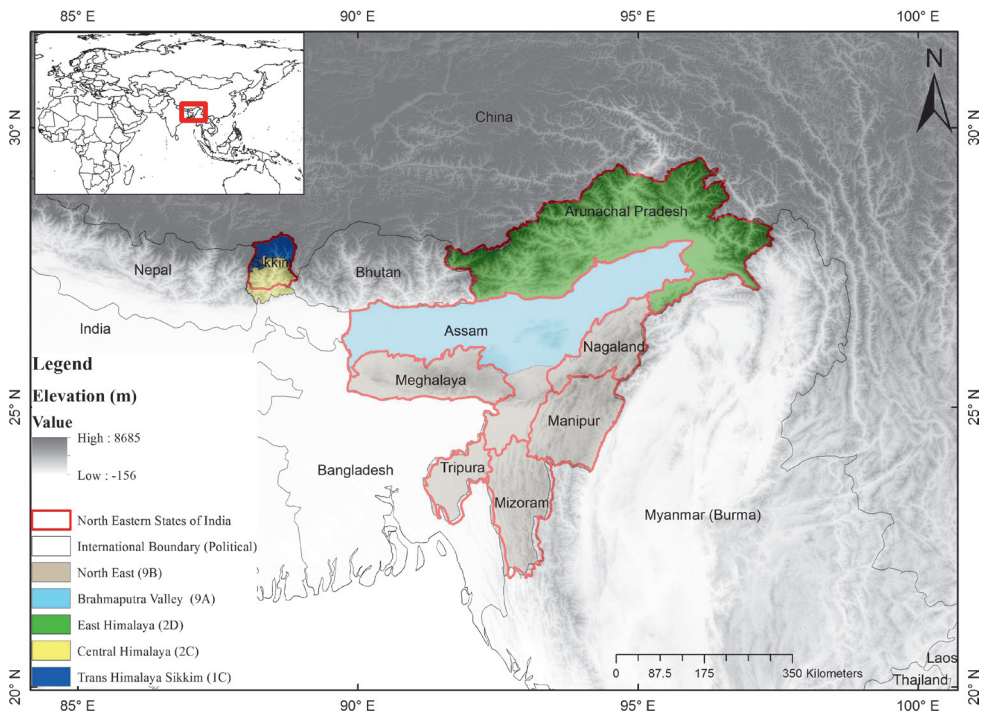 85° E 90° E 95° E 100° E
N
30° N 30° N
China
Arunachal Pradesh
Sikkim
Nepal
Bhutan
India
Assam
Nagaland
Meghalaya
25° N 25° N
Manipur
Tripura
Bangladesh
Mizoram
Myanmar (Burma)
Legend
Elevation (m)
Value
High : 8685
Low : -156
North Eastern States of India
International Boundary (Political)
North East (9B)
Brahmaputra Valley (9A)
East Himalaya (2D)
Central Himalaya (2C)
Trans Himalaya Sikkim (1C)
0 87.5 175 350 Kilometers
Laos
Thailand
20° N 20° N
85° E 90° E 95° E 100° E